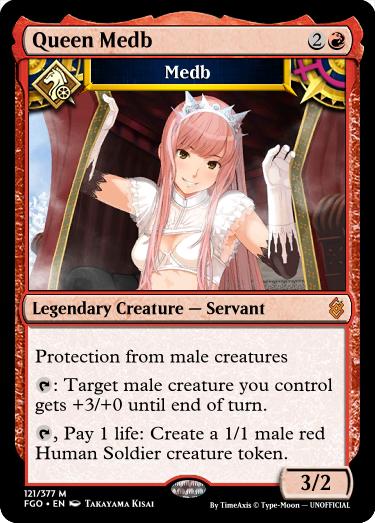 Queen Medb 2
Medb
Legendary Creature — Servant
Protection from male creatures
: Target male creature you control
gets +3/+0 until end of turn.
, Pay 1 life: Create a 1/1 male red
Human Soldier creature token.
3/2
121/377 M
FGO • EN TAKAYAMA KISAI
By TimeAxis © Type-Moon — UNOFFICIAL